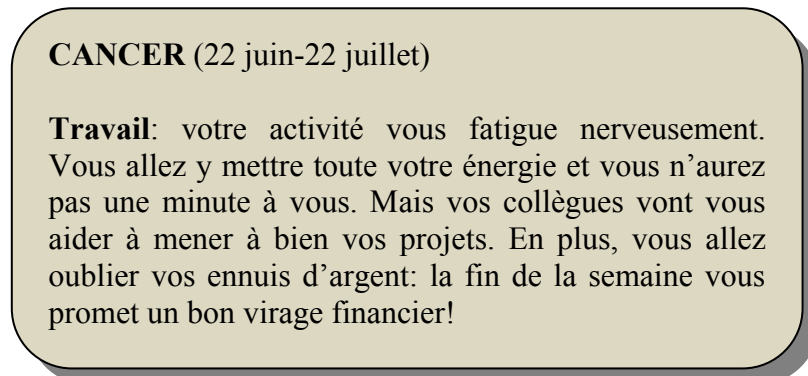 CANCER (22 juin-22 juillet)
Travail: votre activité vous fatigue nerveusement.
Vous allez y mettre toute votre énergie et vous n’aurez
pas une minute à vous. Mais vos collègues vont vous
aider à mener à bien vos projets. En plus, vous allez
oublier vos ennuis d’argent: la fin de la semaine vous
promet un bon virage financier!